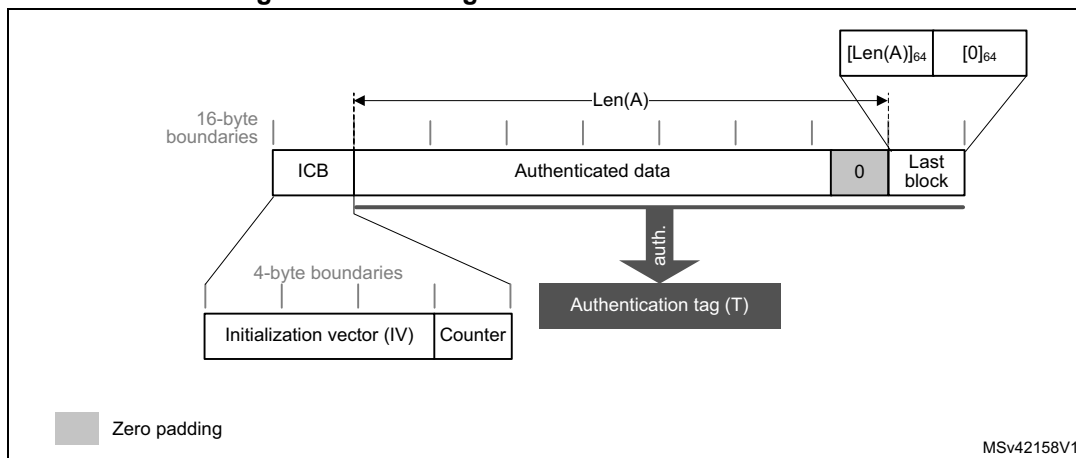 [Len(A)]64 [0]64
Len(A)
16-byte
boundaries
ICB Authenticated data 0 Last
block
auth.
4-byte boundaries
Authentication tag (T)
Initialization vector (IV) Counter
Zero padding
MSv42158V1